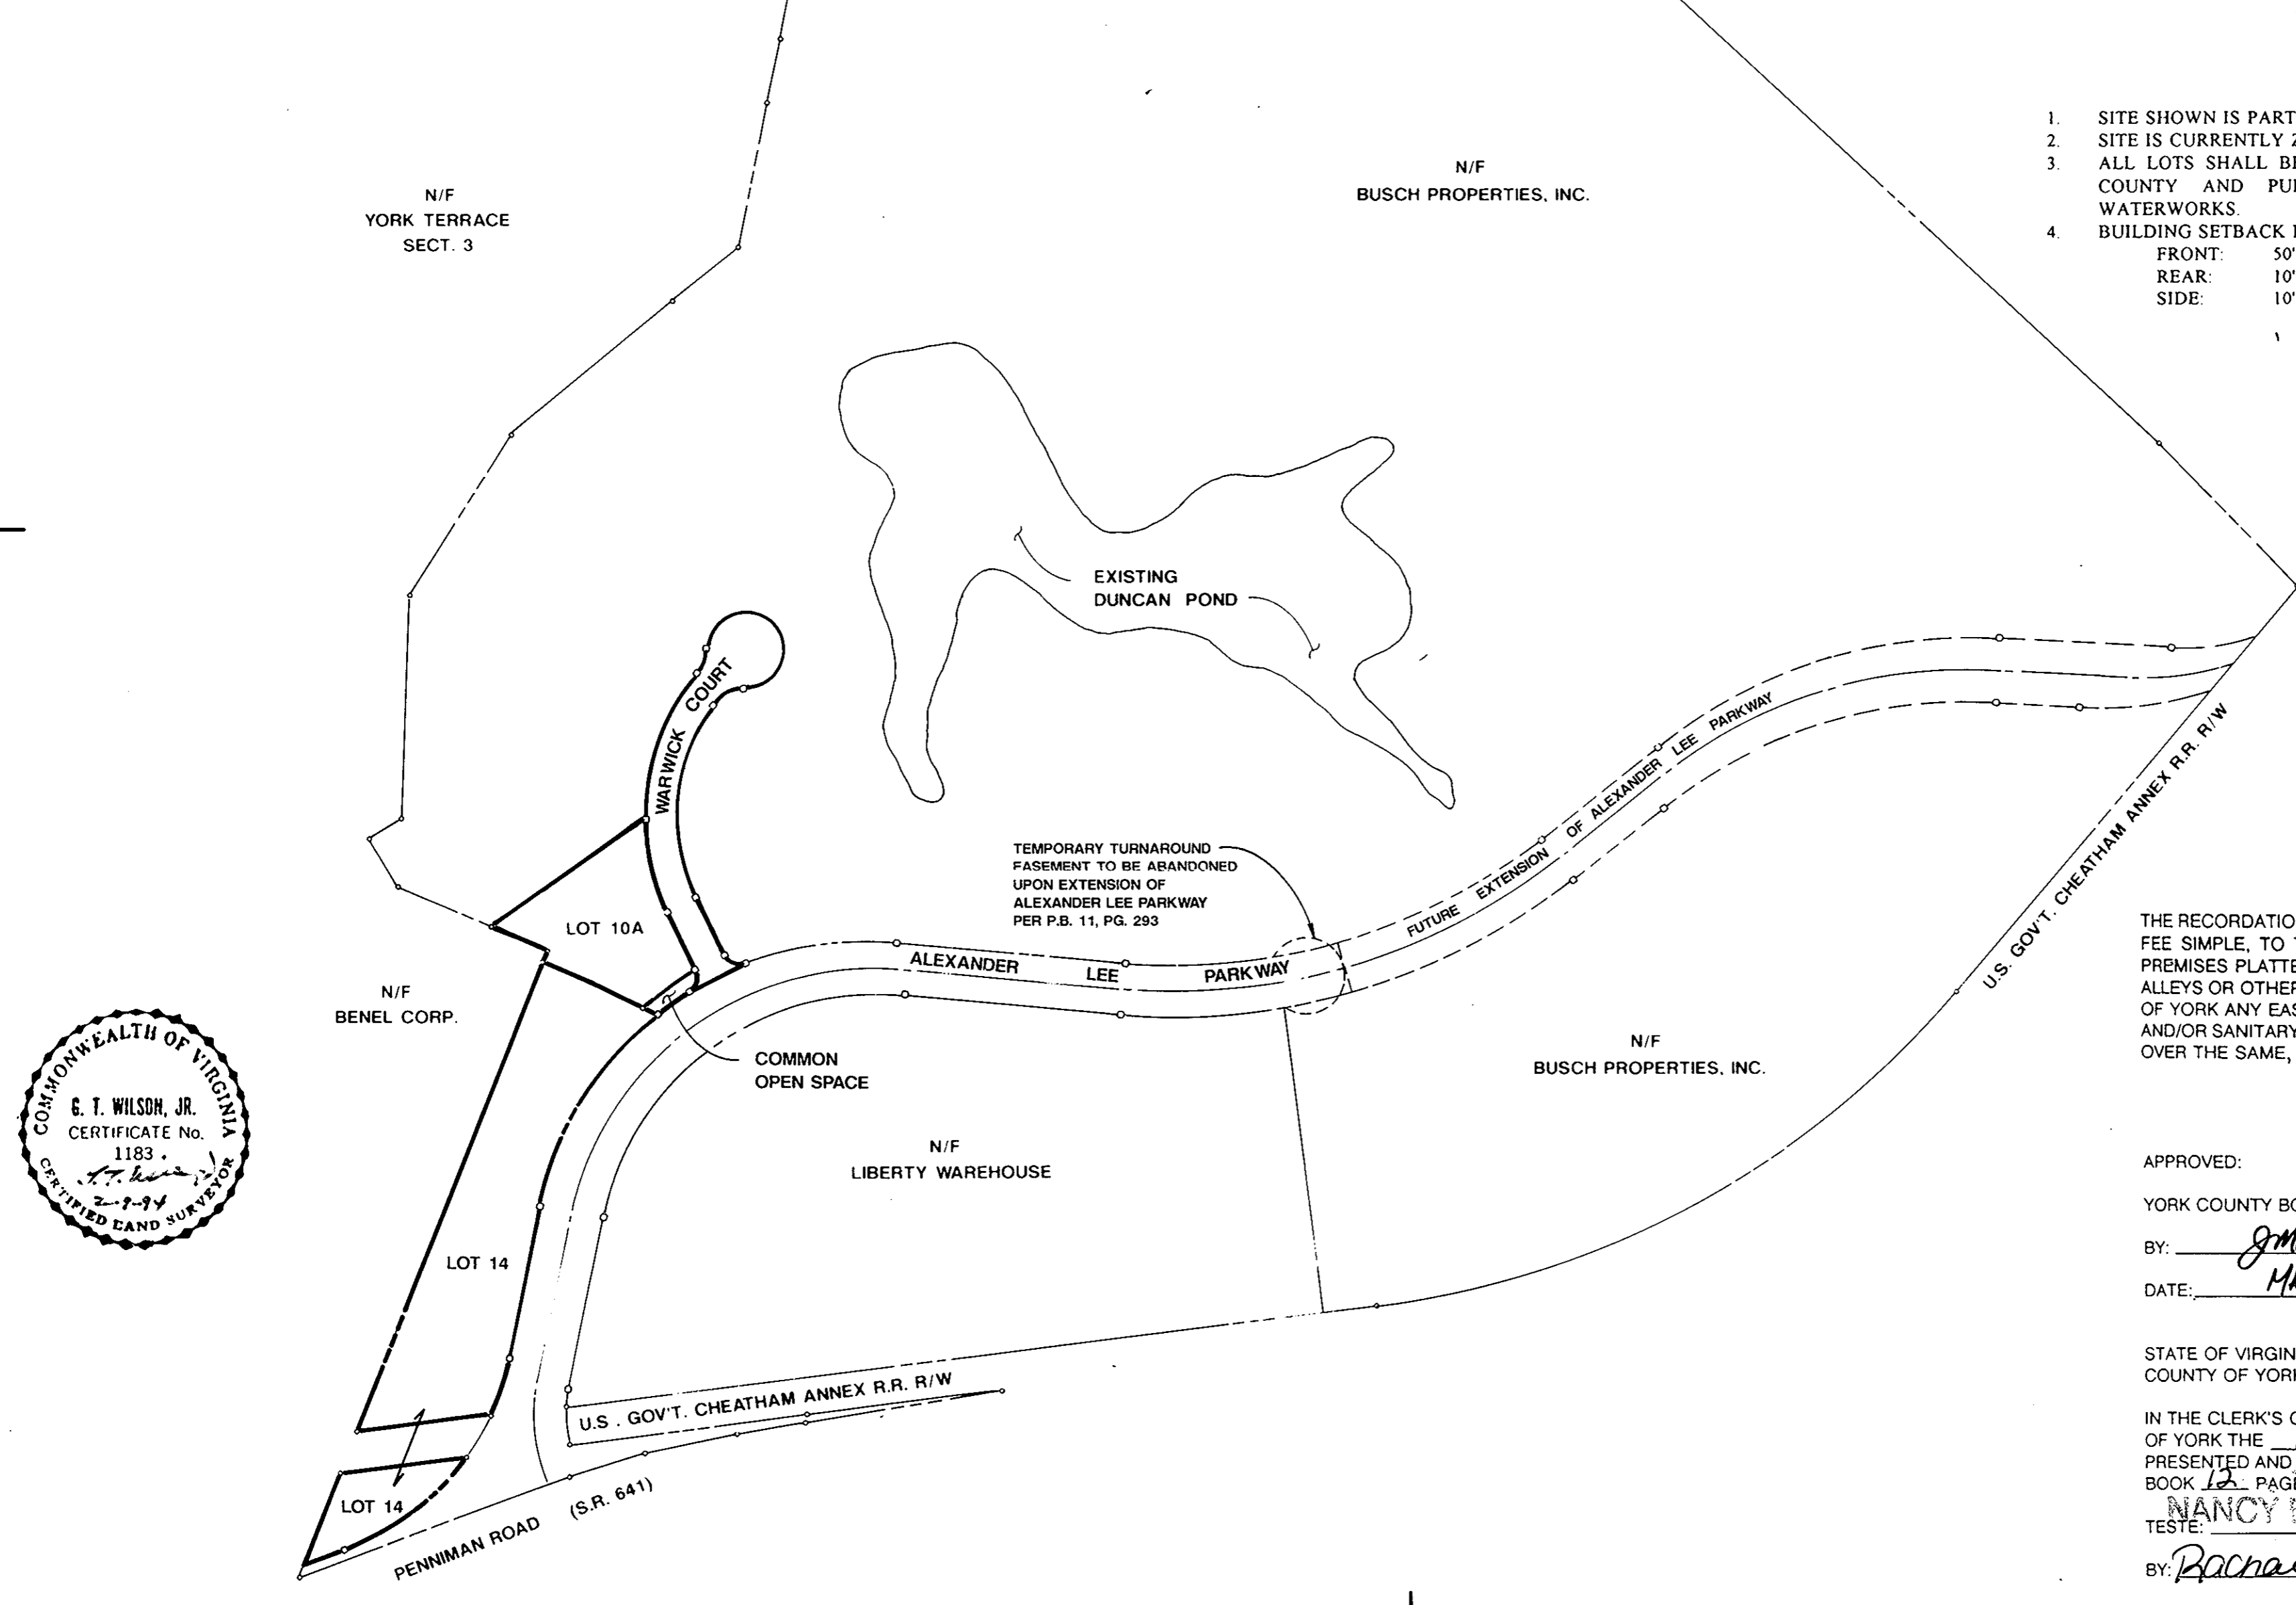 N/F
YORK TERRACE
SECT. 3
N/F
BUSCH PROPERTIES, INC.
1. SITE SHOWN IS PART
2. SITE IS CURRENTLY
3. ALL LOTS SHALL
COUNTY AND
WATERWORKS.
4. BUILDING SETBACK
FRONT: 50'
REAR: 10'
SIDE: 10'
EXISTING
DUNCAN POND
WARWICK COURT
LOT 10A
TEMPORARY TURNAROUND
EASEMENT TO BE ABANDONED
UPON EXTENSION OF
ALEXANDER LEE PARKWAY
PER P.B. 11, PG. 293
FUTURE EXTENSION OF ALEXANDER LEE PARKWAY
U.S. GOV'T. CHEATHAM ANNEX R.R. R/W
ALEXANDER LEE PARKWAY
N/F
BENEL CORP.
COMMON
OPEN SPACE
N/F
BUSCH PROPERTIES, INC.
N/F
LIBERTY WAREHOUSE
COMMONWEALTH OF VIRGINIA
G. T. WILSON, JR.
CERTIFICATE No.
1183
2-9-94
CERTIFIED LAND SURVEYOR
LOT 14
U.S. GOV'T. CHEATHAM ANNEX R.R. R/W
LOT 14
PENNIMAN ROAD (S.R. 641)
THE RECORDATIO
FEE SIMPLE, TO
PREMISES PLATTE
ALLEYS OR OTHER
OF YORK ANY EAS
AND/OR SANITARY
OVER THE SAME,
APPROVED:
YORK COUNTY BO
BY:
DATE:
STATE OF VIRGIN
COUNTY OF YOR
IN THE CLERK'S
OF YORK THE
PRESENTED AND
BOOK 12 PAG
NANCY
TESTE:
BY: Rachae